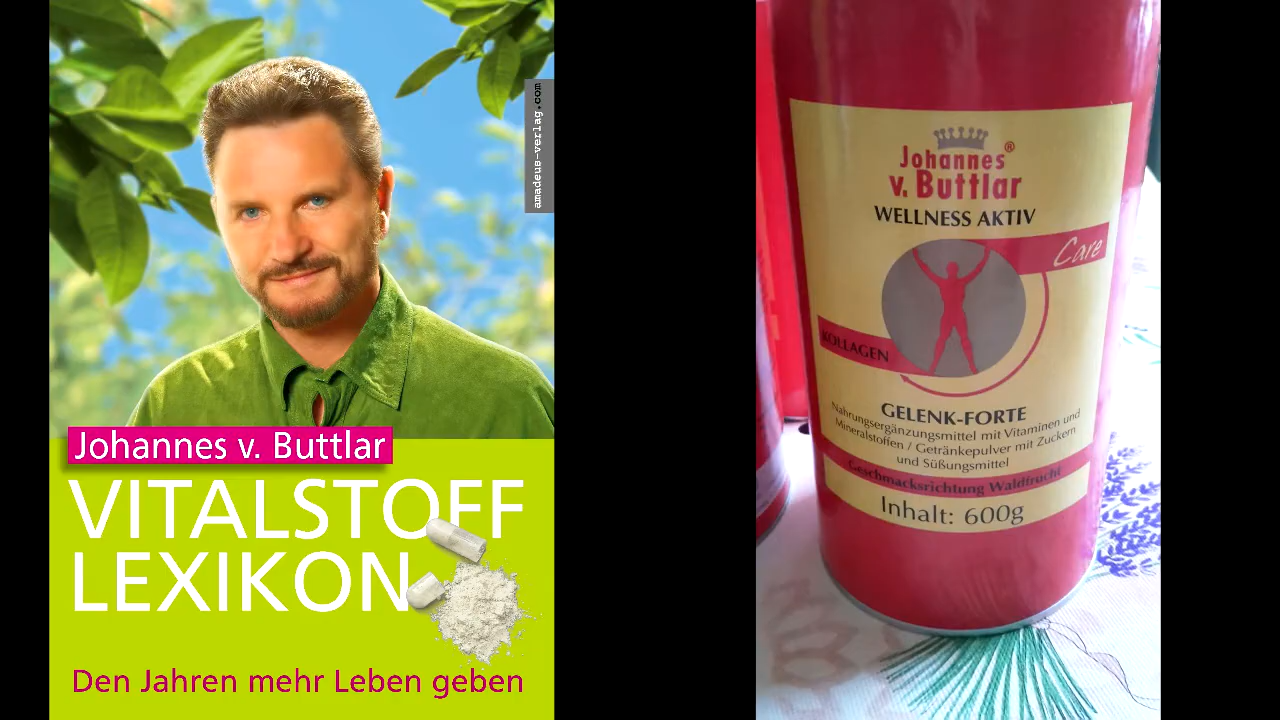 amadeus-verlag.com
Johannes v. Buttlar
VITALSTOFF
LEXIKON
Den Jahren mehr Leben geben
Johannes®
v. Buttlar
WELLNESS AKTIV
Care
KOLLAGEN
GELENK-FORTE
Nahrungsergänzungsmittel mit Vitaminen und
Mineralstoffen / Getränkepulver mit Zuckern
und Süßungsmittel
Geschmacksrichtung Waldfrucht
Inhalt: 600g